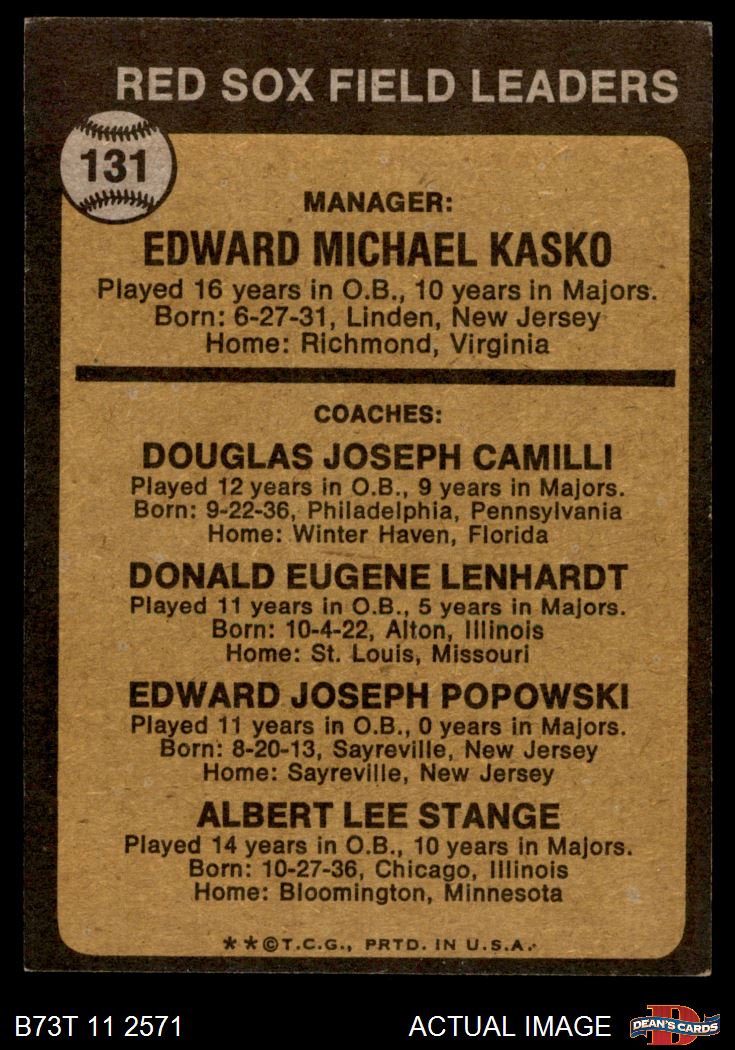 RED SOX FIELD LEADERS
131
MANAGER:
EDWARD MICHAEL KASKO
Played 16 years in O.B., 10 years in Majors.
Born: 6-27-31, Linden, New Jersey
Home: Richmond, Virginia
COACHES:
DOUGLAS JOSEPH CAMILLI
Played 12 years in O.B., 9 years in Majors.
Born: 9-22-36, Philadelphia, Pennsylvania
Home: Winter Haven, Florida
DONALD EUGENE LENHARDT
Played 11 years in O.B., 5 years in Majors.
Born: 10-4-22, Alton, Illinois
Home: St. Louis, Missouri
EDWARD JOSEPH POPOWSKI
Played 11 years in O.B., 0 years in Majors.
Born: 8-20-13, Sayreville, New Jersey
Home: Sayreville, New Jersey
ALBERT LEE STANGE
Played 14 years in O.B., 10 years in Majors.
Born: 10-27-36, Chicago, Illinois
Home: Bloomington, Minnesota
**©T.C.G., PRTD. IN U.S.A.
B73T 11 2571
ACTUAL IMAGE
D
DEAN'S CARDS